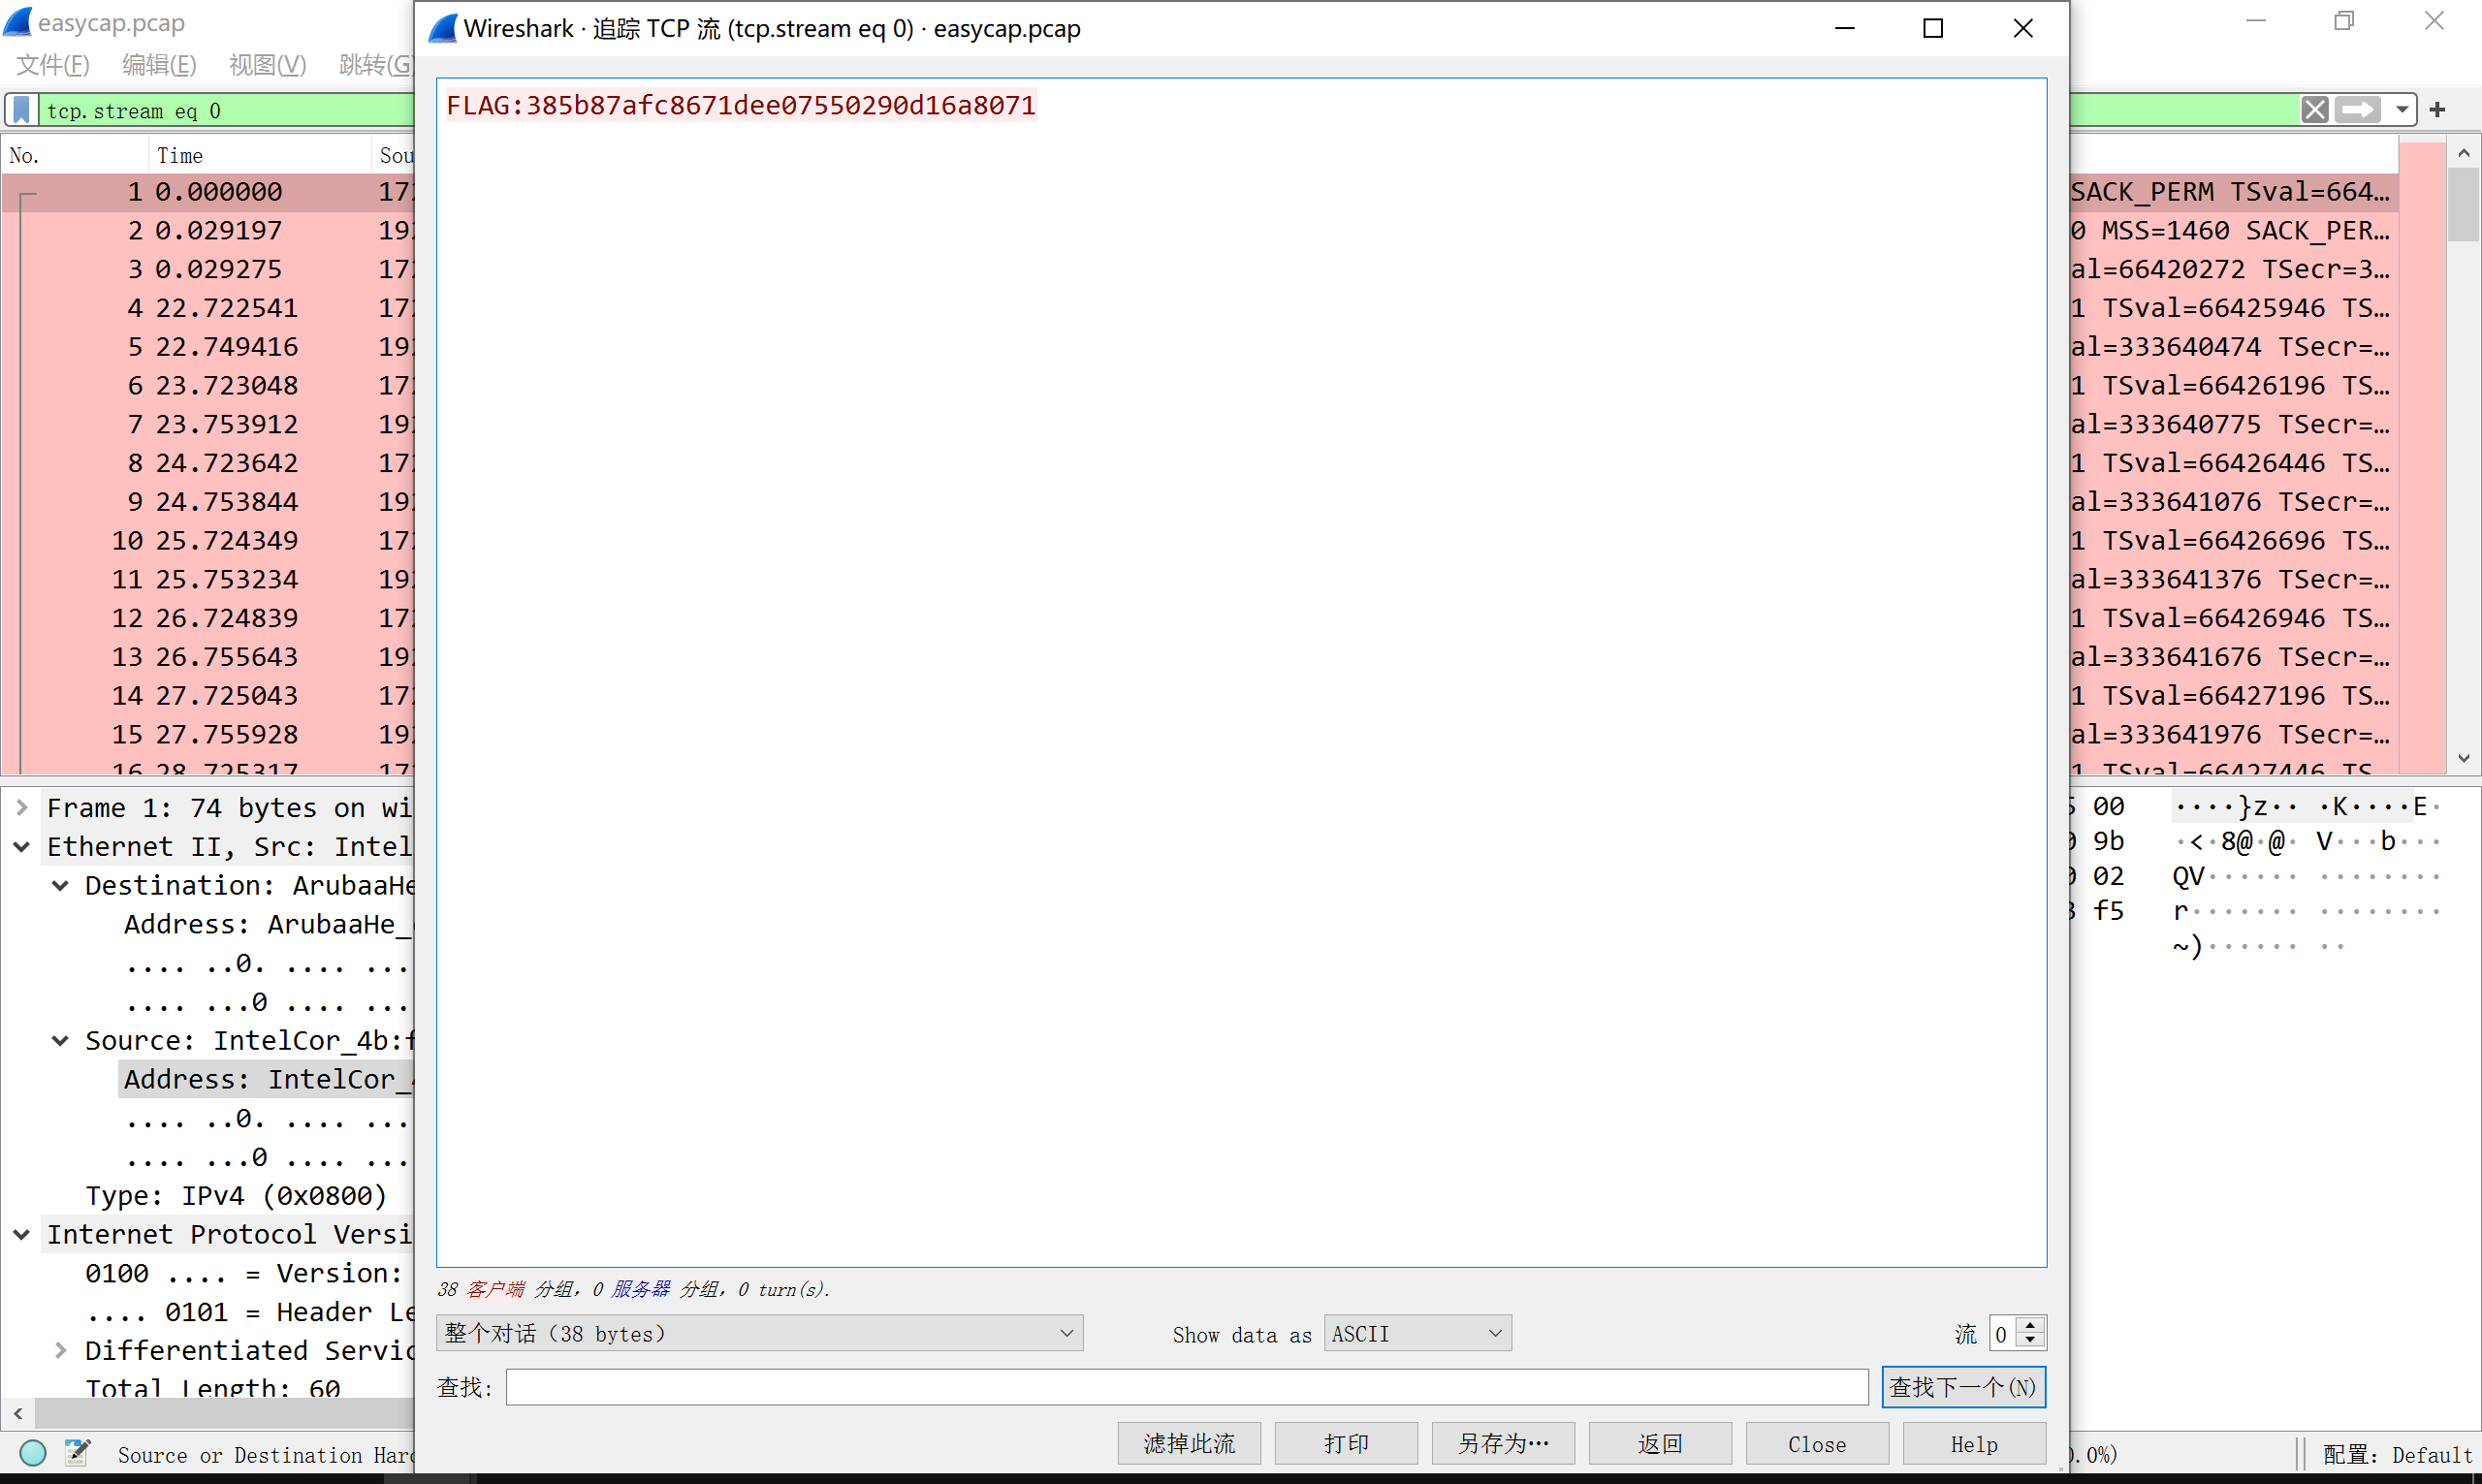 easycap.pcap
文件(F) 编辑(E) 视图(V) 跳转(G)
tcp.stream eq 0
No. Time Sou
1 0.000000 17
2 0.029197 19
3 0.029275 17
4 22.722541 17
5 22.749416 19
6 23.723048 17
7 23.753912 19
8 24.723642 17
9 24.753844 19
10 25.724349 17
11 25.753234 19
12 26.724839 17
13 26.755643 19
14 27.725043 17
15 27.755928 19
16 28.725317 17
Frame 1: 74 bytes on wi
Ethernet II, Src: Intel
Destination: ArubaaHe
Address: ArubaaHe_
.... ..0. .... ...
.... ...0 .... ...
Source: IntelCor_4b:f
Address: IntelCor_4
.... ..0. .... ...
.... ...0 .... ...
Type: IPv4 (0x0800)
Internet Protocol Versi
0100 .... = Version:
.... 0101 = Header Le
Differentiated Servic
Total Length: 60
Source or Destination Hard
Wireshark · 追踪 TCP 流 (tcp.stream eq 0) · easycap.pcap
FLAG:385b87afc8671dee07550290d16a8071
38 客户端 分组，0 服务器 分组，0 turn(s).
整个对话（38 bytes）
Show data as ASCII
流 0
查找:
查找下一个(N)
滤掉此流 打印 另存为… 返回 Close Help
SACK_PERM TSval=664…
0 MSS=1460 SACK_PER…
al=66420272 TSecr=3…
1 TSval=66425946 TS…
al=333640474 TSecr=…
1 TSval=66426196 TS…
al=333640775 TSecr=…
1 TSval=66426446 TS…
al=333641076 TSecr=…
1 TSval=66426696 TS…
al=333641376 TSecr=…
1 TSval=66426946 TS…
al=333641676 TSecr=…
1 TSval=66427196 TS…
al=333641976 TSecr=…
1 TSval=66427446 TS…
00 ····}z·· ·K····E·
9b ·<·8@·@· V···b···
02 QV······ ········
f5 r······· ········
~)······ ··
0%)
配置: Default